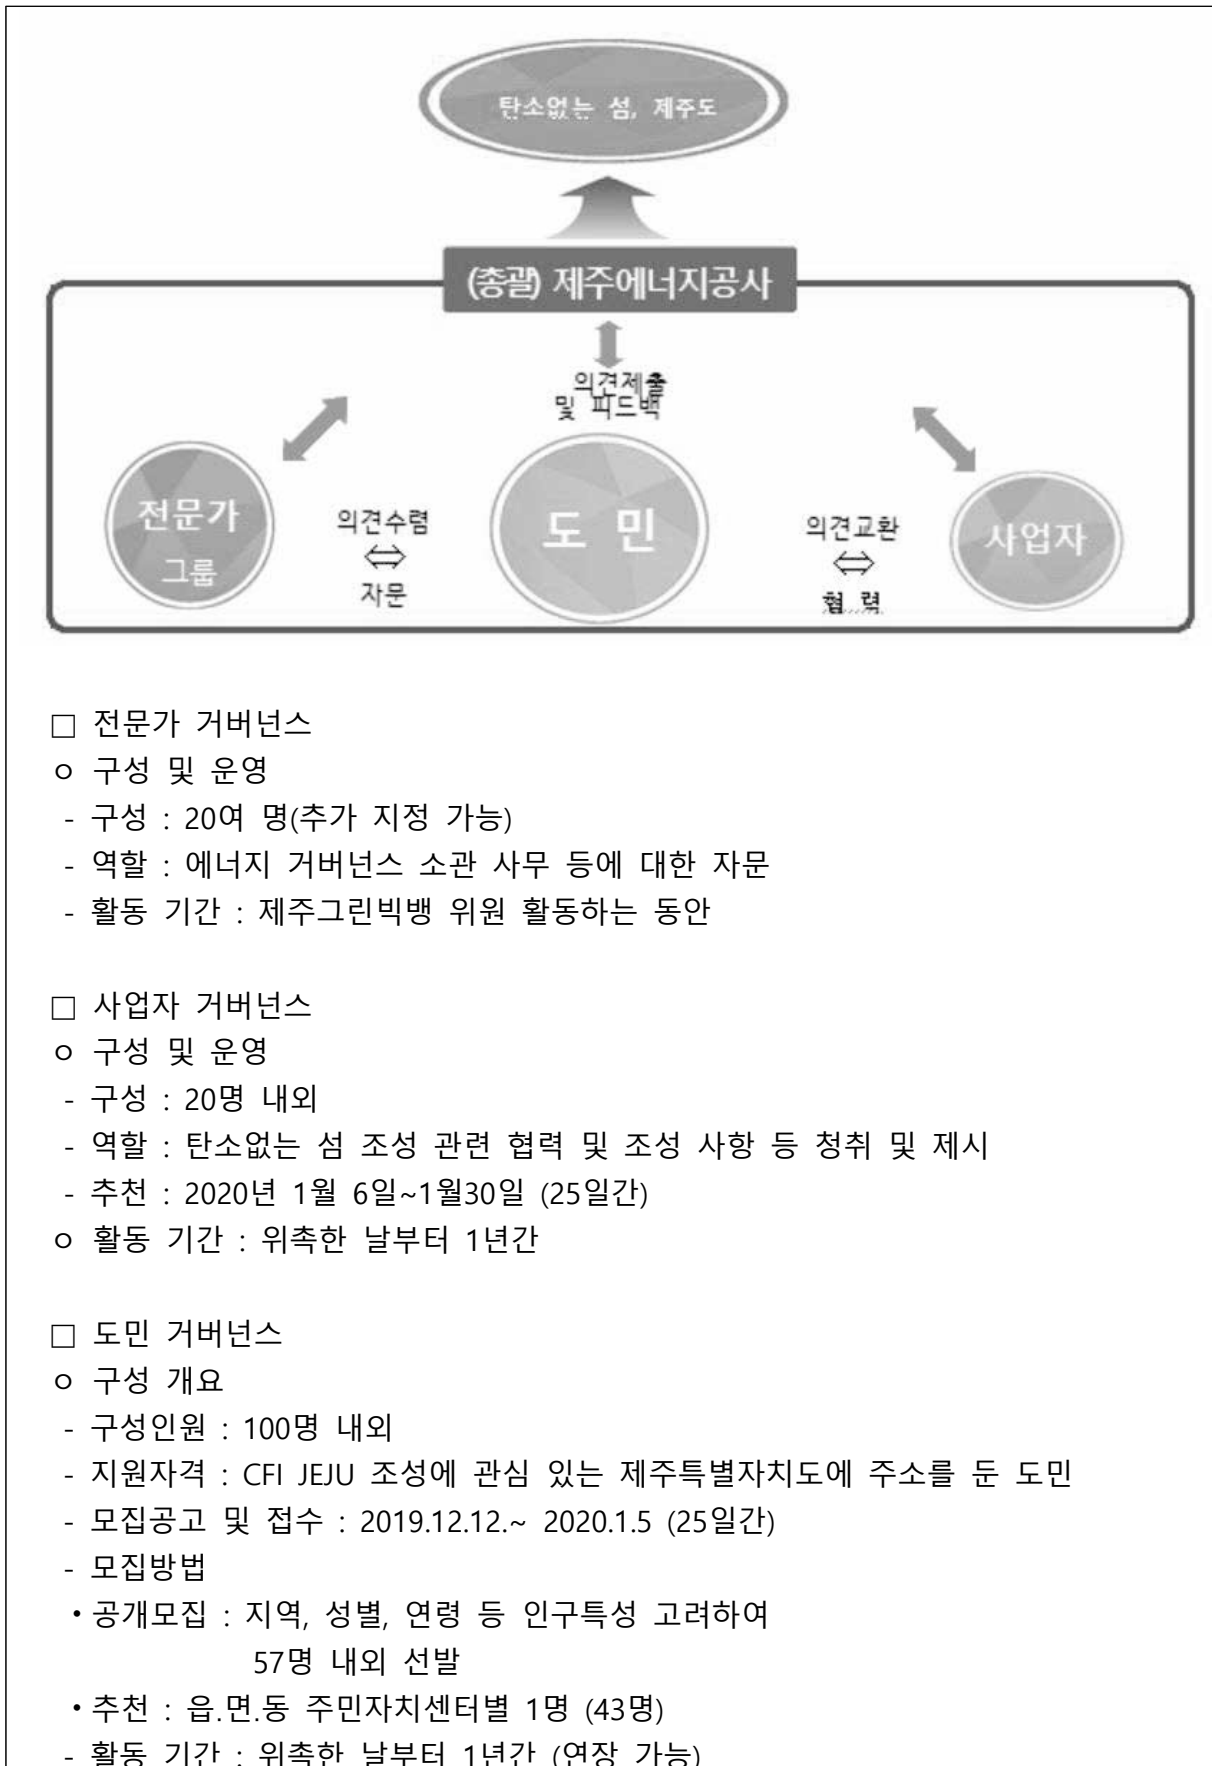 탄소없는 섬, 제주도
(총괄) 제주에너지공사
의견제출
및 피드백
전문가
그룹
의견수렴
⇔
자문
도 민
의견교환
⇔
협 력
사업자
□ 전문가 거버넌스
ㅇ 구성 및 운영
- 구성 : 20여 명(추가 지정 가능)
- 역할 : 에너지 거버넌스 소관 사무 등에 대한 자문
- 활동 기간 : 제주그린빅뱅 위원 활동하는 동안
□ 사업자 거버넌스
ㅇ 구성 및 운영
- 구성 : 20명 내외
- 역할 : 탄소없는 섬 조성 관련 협력 및 조성 사항 등 청취 및 제시
- 추천 : 2020년 1월 6일~1월30일 (25일간)
ㅇ 활동 기간 : 위촉한 날부터 1년간
□ 도민 거버넌스
ㅇ 구성 개요
- 구성인원 : 100명 내외
- 지원자격 : CFI JEJU 조성에 관심 있는 제주특별자치도에 주소를 둔 도민
- 모집공고 및 접수 : 2019.12.12.~ 2020.1.5 (25일간)
- 모집방법
•공개모집 : 지역, 성별, 연령 등 인구특성 고려하여
57명 내외 선발
•추천 : 읍.면.동 주민자치센터별 1명 (43명)
- 활동 기간 : 위촉한 날부터 1년간 (연장 가능)